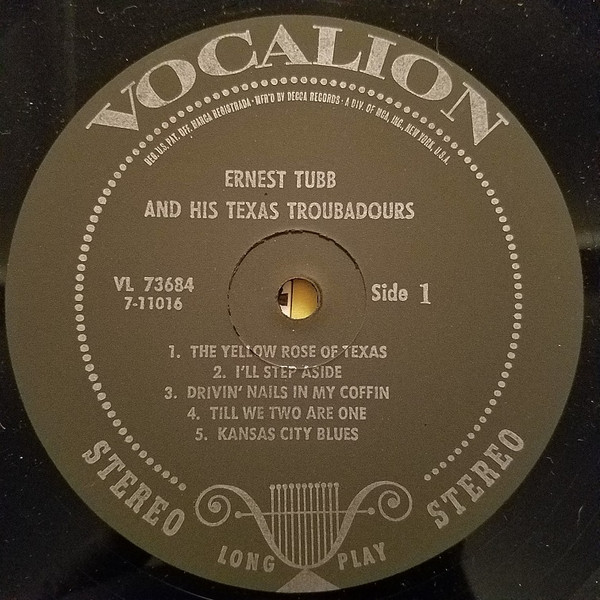 VOCALION
REG. U.S. PAT. OFF. MARCA REGISTRADA • MFR'D BY DECCA RECORDS • A DIV. OF MCA, INC., NEW YORK, U.S.A.
ERNEST TUBB
AND HIS TEXAS TROUBADOURS
VL 73684
7-11016
Side 1
1. THE YELLOW ROSE OF TEXAS
2. I'LL STEP ASIDE
3. DRIVIN' NAILS IN MY COFFIN
4. TILL WE TWO ARE ONE
5. KANSAS CITY BLUES
STEREO
LONG PLAY
STEREO